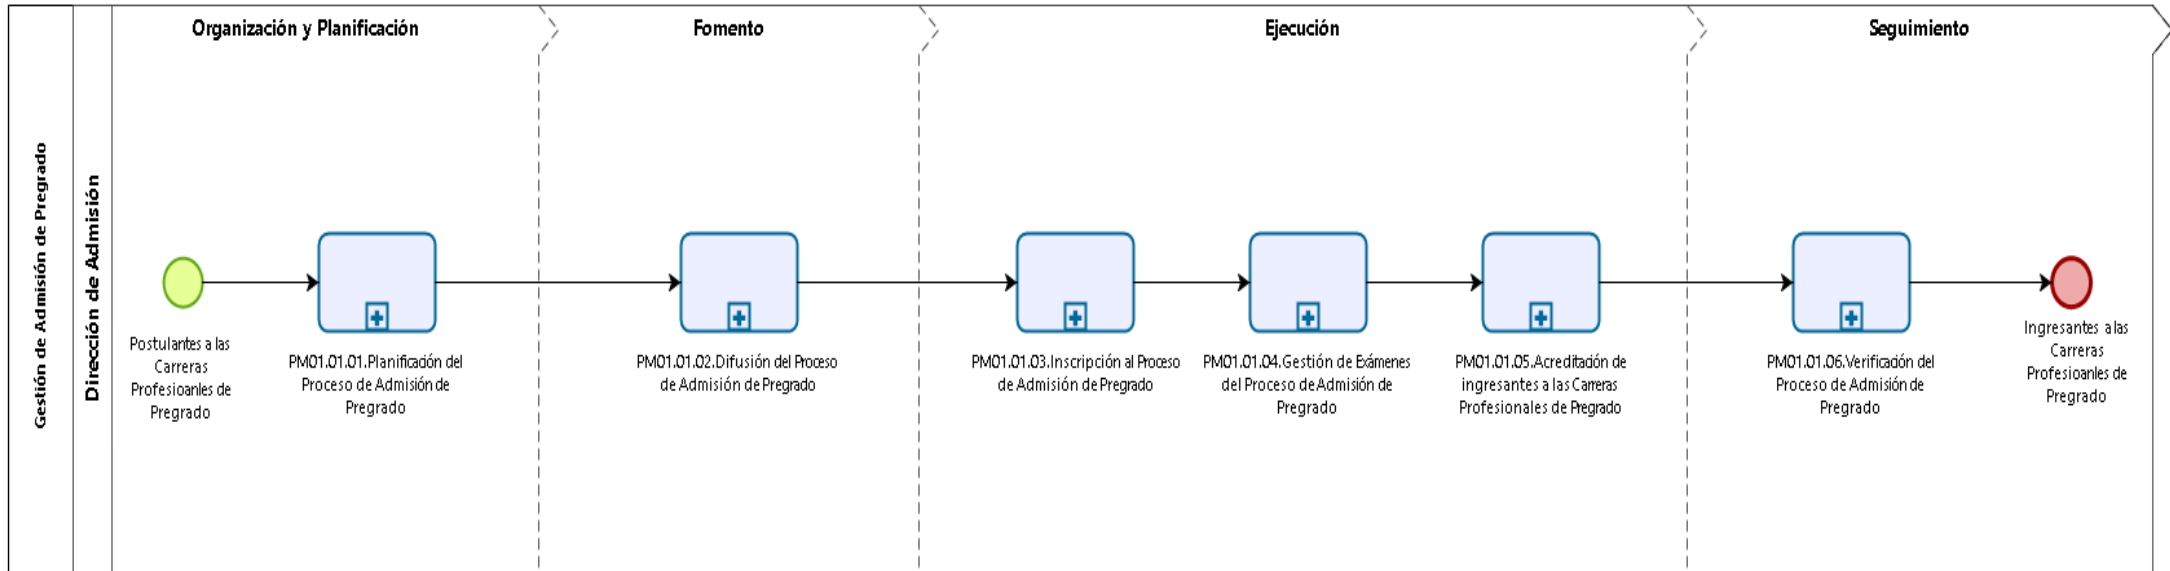 Organización y Planificación
Fomento
Ejecución
Seguimiento
Gestión de Admisión de Pregrado
Dirección de Admisión
Postulantes a las
Carreras
Profesioanles de
Pregrado
PM01.01.01.Planificación del
Proceso de Admisión de
Pregrado
PM01.01.02.Difusión del Proceso
de Admisión de Pregrado
PM01.01.03.Inscripción al Proceso
de Admisión de Pregrado
PM01.01.04.Gestión de Exámenes
del Proceso de Admisión de
Pregrado
PM01.01.05.Acreditación de
ingresantes a las Carreras
Profesionales de Pregrado
PM01.01.06.Verificación del
Proceso de Admisión de
Pregrado
Ingresantes a las
Carreras
Profesioanles de
Pregrado